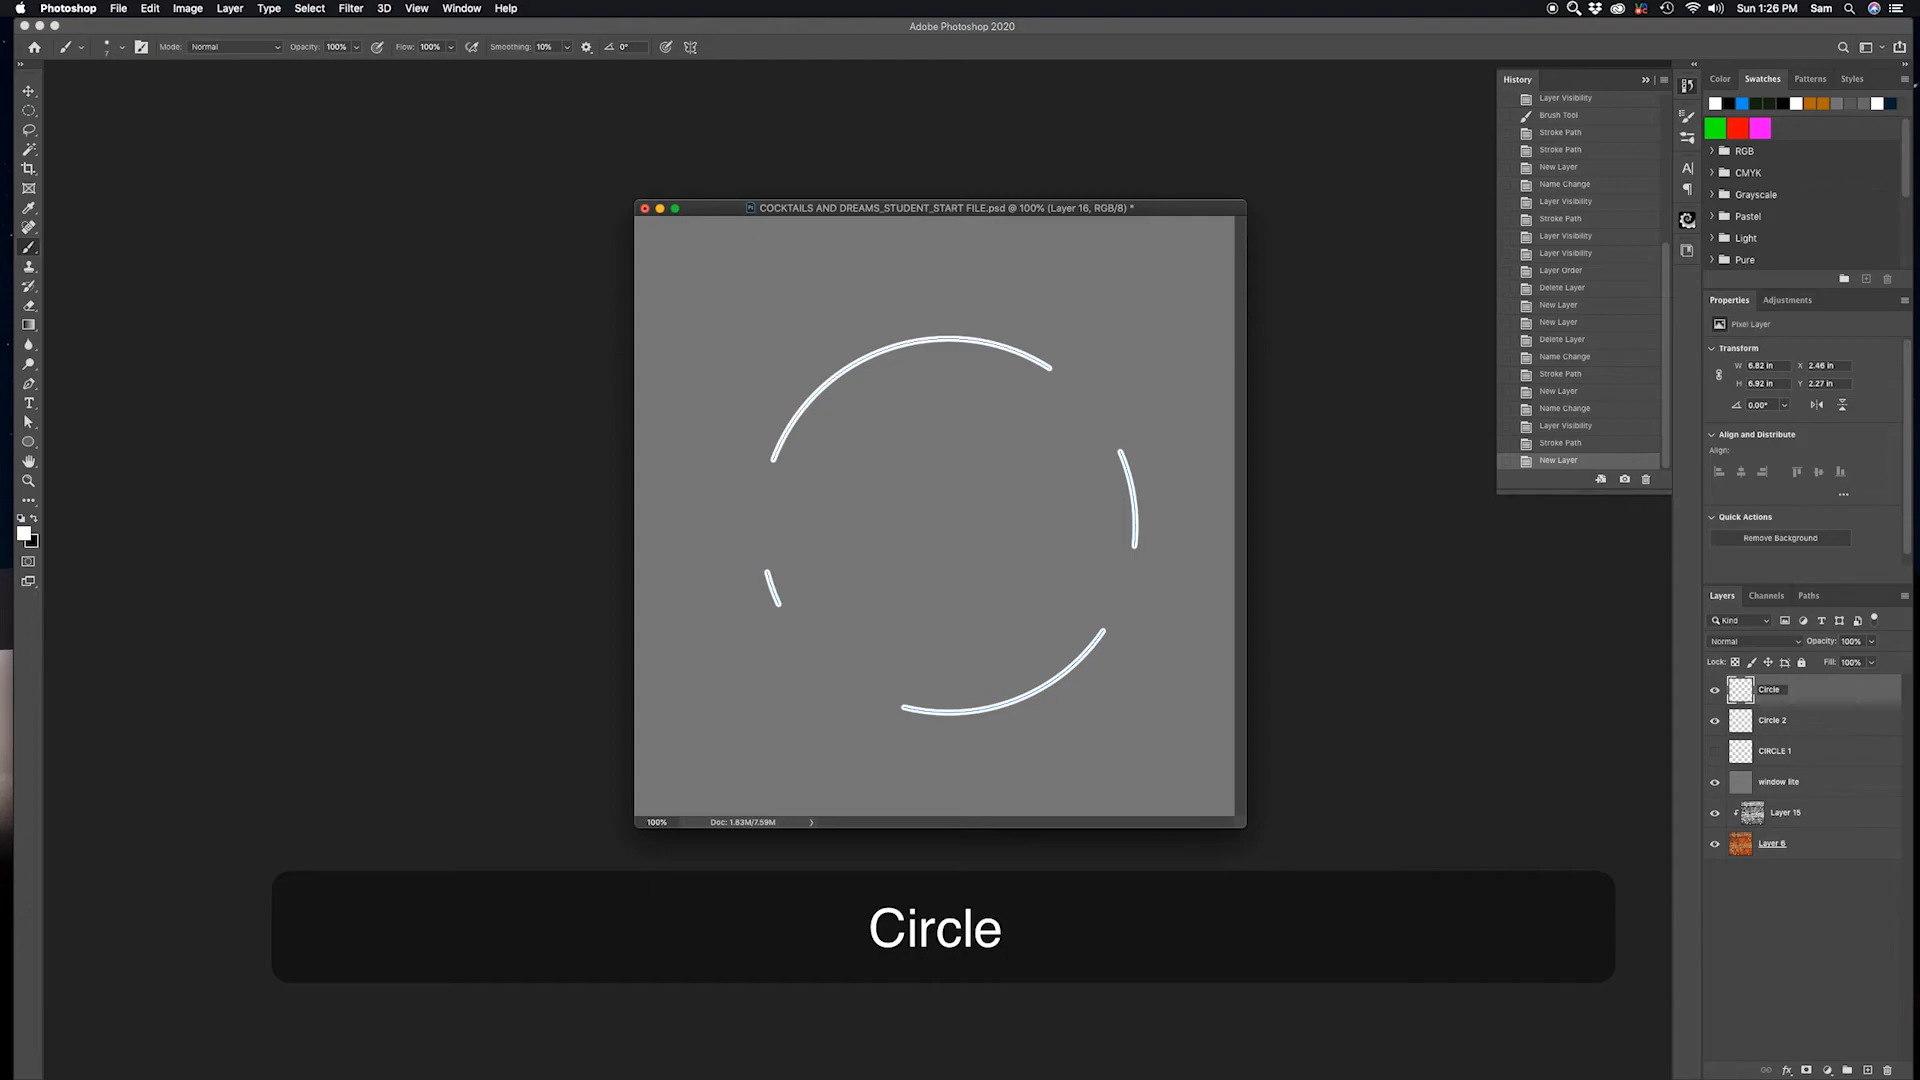 Photoshop File Edit Image Layer Type Select Filter 3D View Window Help Sun 1:26 PM Sam
Adobe Photoshop 2020
7 Mode: Normal Opacity: 100% Flow: 100% Smoothing: 10% 0°
History
Layer Visibility
Brush Tool
Stroke Path
Stroke Path
New Layer
Name Change
Layer Visibility
Stroke Path
Layer Visibility
Layer Visibility
Layer Order
Delete Layer
New Layer
New Layer
Delete Layer
Name Change
Stroke Path
New Layer
Name Change
Layer Visibility
Stroke Path
New Layer
Color Swatches Patterns Styles
RGB
CMYK
Grayscale
Pastel
Light
Pure
Properties Adjustments
Pixel Layer
Transform
W 6.82 in X 2.46 in
H 6.92 in Y 2.27 in
0.00°
Align and Distribute
Align:
Quick Actions
Remove Background
Layers Channels Paths
Kind
Normal Opacity: 100%
Lock: Fill: 100%
Circle
Circle 2
CIRCLE 1
window lite
Layer 15
Layer 6
COCKTAILS AND DREAMS_STUDENT_START FILE.psd @ 100% (Layer 16, RGB/8) *
100% Doc: 1.83M/7.59M
Circle